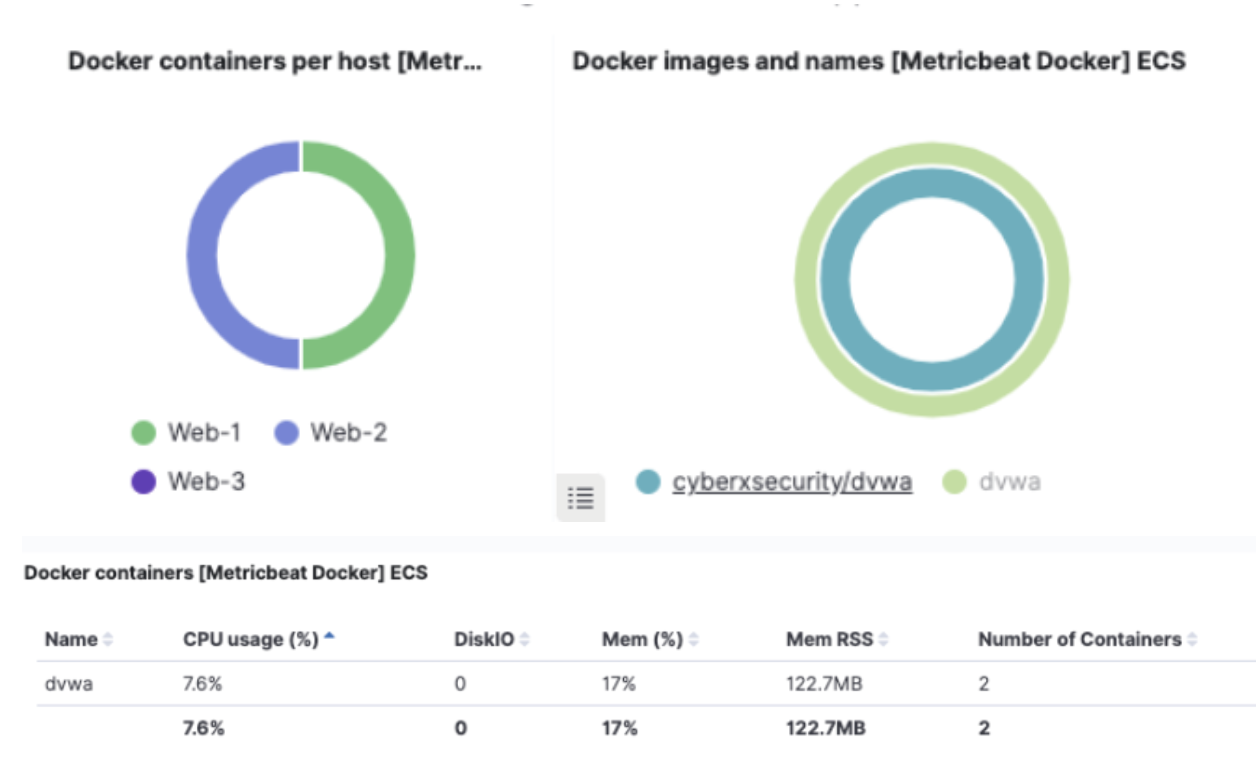 Docker containers per host [Metr...
Docker images and names [Metricbeat Docker] ECS
Web-1 Web-2
Web-3
cyberxsecurity/dvwa dvwa
Docker containers [Metricbeat Docker] ECS
Name CPU usage (%) DiskIO Mem (%) Mem RSS Number of Containers
dvwa 7.6% 0 17% 122.7MB 2
7.6% 0 17% 122.7MB 2